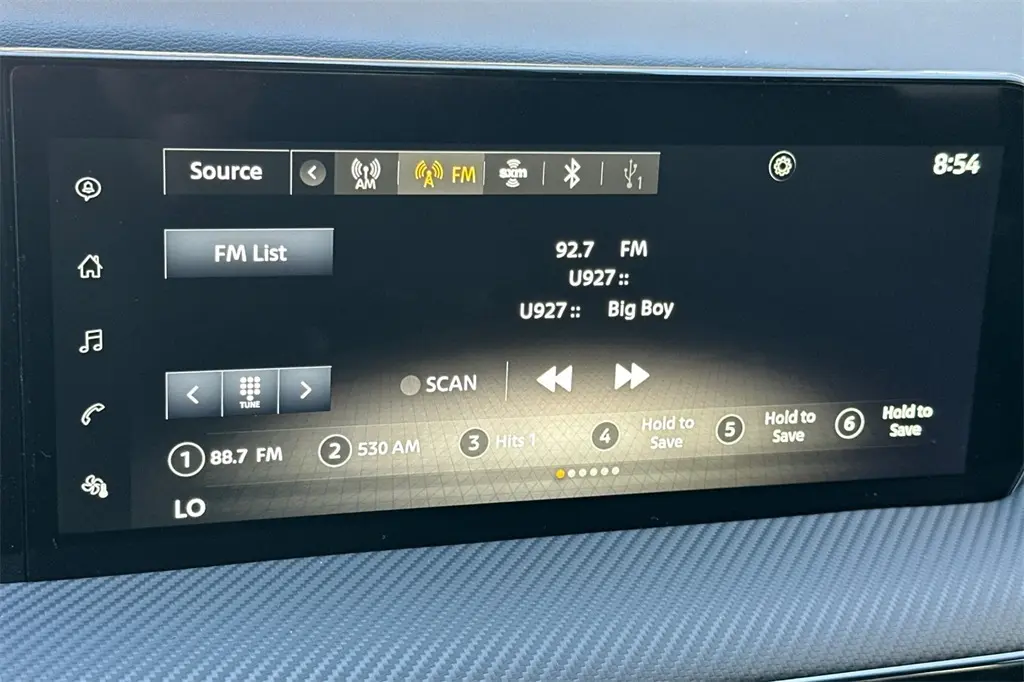 Source
AM
FM
sxm
1
8:54
FM List
92.7 FM
U927 ::
U927 :: Big Boy
TUNE
SCAN
1 88.7 FM
2 530 AM
3 Hits 1
4 Hold to Save
5 Hold to Save
6 Hold to Save
LO